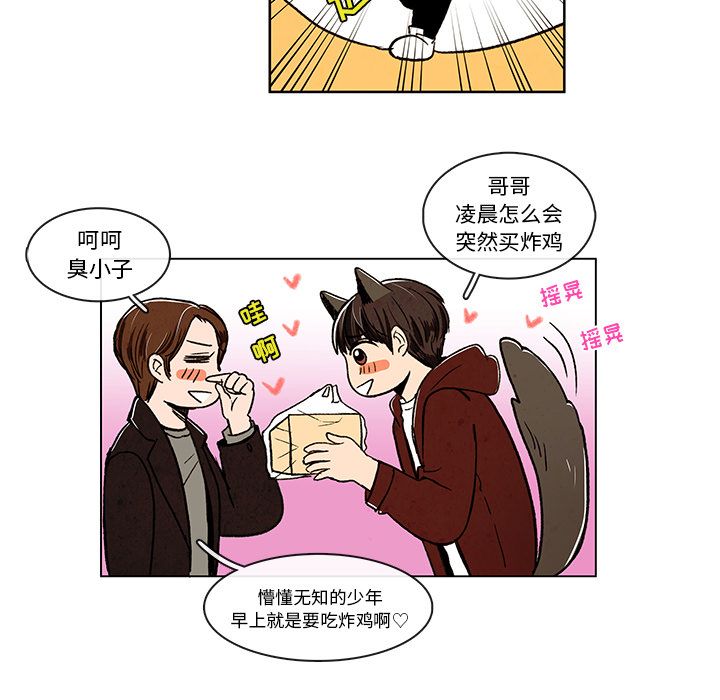 呵呵
臭小子
哥哥
凌晨怎么会
突然买炸鸡
哇
啊
摇晃
摇晃
懵懂无知的少年
早上就是要吃炸鸡啊♡